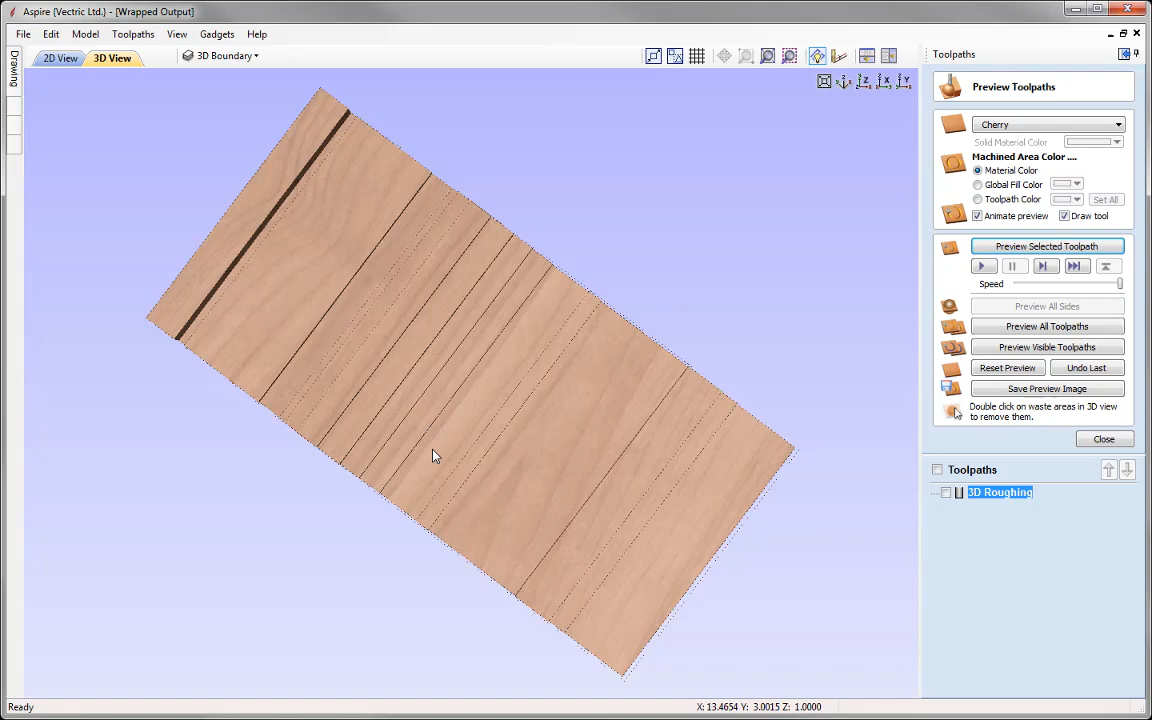 Aspire {Vectric Ltd.} - [Wrapped Output]
File Edit Model Toolpaths View Gadgets Help
2D View 3D View 3D Boundary
Drawing
Z X Y
Toolpaths
Preview Toolpaths
Cherry
Solid Material Color
Machined Area Color ....
Material Color
Global Fill Color
Toolpath Color Set All
Animate preview Draw tool
Preview Selected Toolpath
Speed
Preview All Sides
Preview All Toolpaths
Preview Visible Toolpaths
Reset Preview Undo Last
Save Preview Image
Double click on waste areas in 3D view
to remove them.
Close
Toolpaths
3D Roughing
Ready X: 13.4654 Y: 3.0015 Z: 1.0000